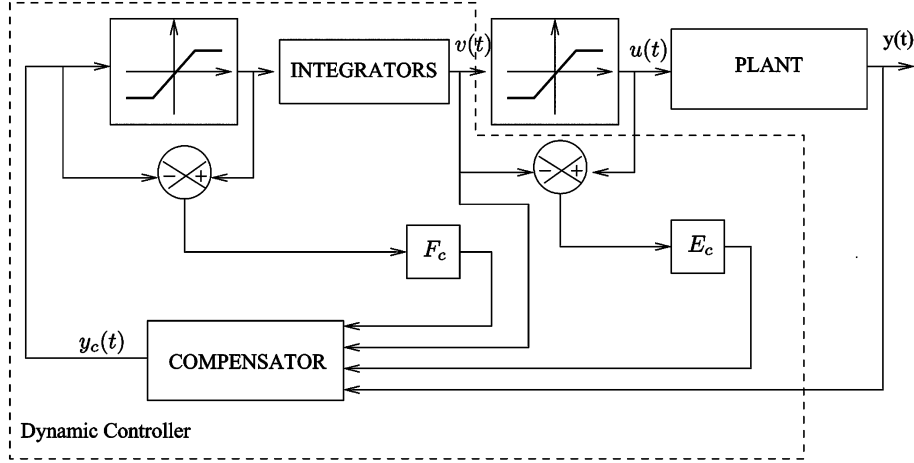 v(t)
u(t)
y(t)
INTEGRATORS
PLANT
− +
− +
F_c
E_c
y_c(t)
COMPENSATOR
Dynamic Controller